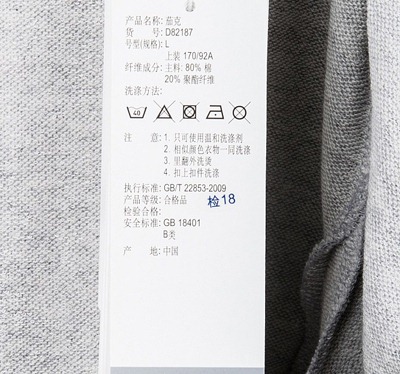 产品名称: 茄克
货 号: D82187
号型(规格): L
上装 170/92A
纤维成分: 主料: 80% 棉
20% 聚酯纤维
洗涤方法:
40
注 意: 1. 只可使用温和洗涤剂
2. 相似颜色衣物一同洗涤
3. 里翻外洗烫
4. 扣上扣件洗涤
执行标准: GB/T 22853-2009
产品等级: 合格品
检验合格: 检18
安全标准: GB 18401
B类
产 地: 中国